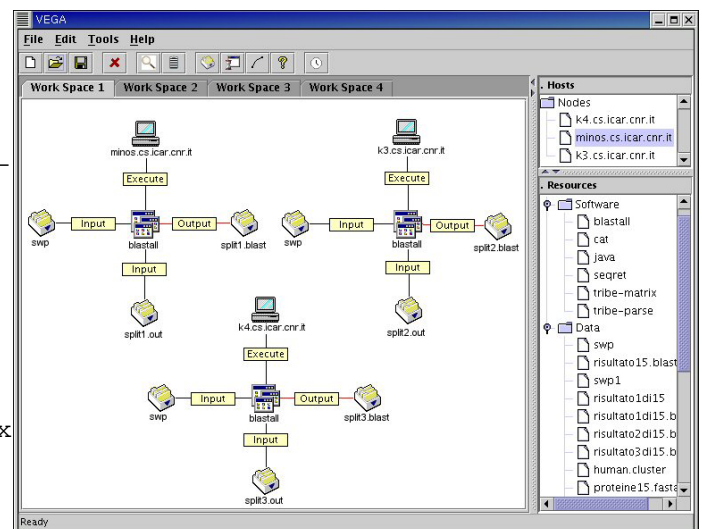 VEGA
File Edit Tools Help
Work Space 1 Work Space 2 Work Space 3 Work Space 4
minos.cs.icar.cnr.it
Execute
swp
Input
blastall
Output
split1.blast
Input
split1.out
k3.cs.icar.cnr.it
Execute
swp
Input
blastall
Output
split2.blast
Input
split2.out
k4.cs.icar.cnr.it
Execute
swp
Input
blastall
Output
split3.blast
Input
split3.out
. Hosts
Nodes
k4.cs.icar.cnr.it
minos.cs.icar.cnr.it
k3.cs.icar.cnr.it
. Resources
Software
blastall
cat
java
seqret
tribe-matrix
tribe-parse
Data
swp
risultato15.blast
swp1
risultato1di15
risultato1di15.b
risultato2di15.b
risultato3di15.b
human.cluster
proteine15.fasta
Ready
x